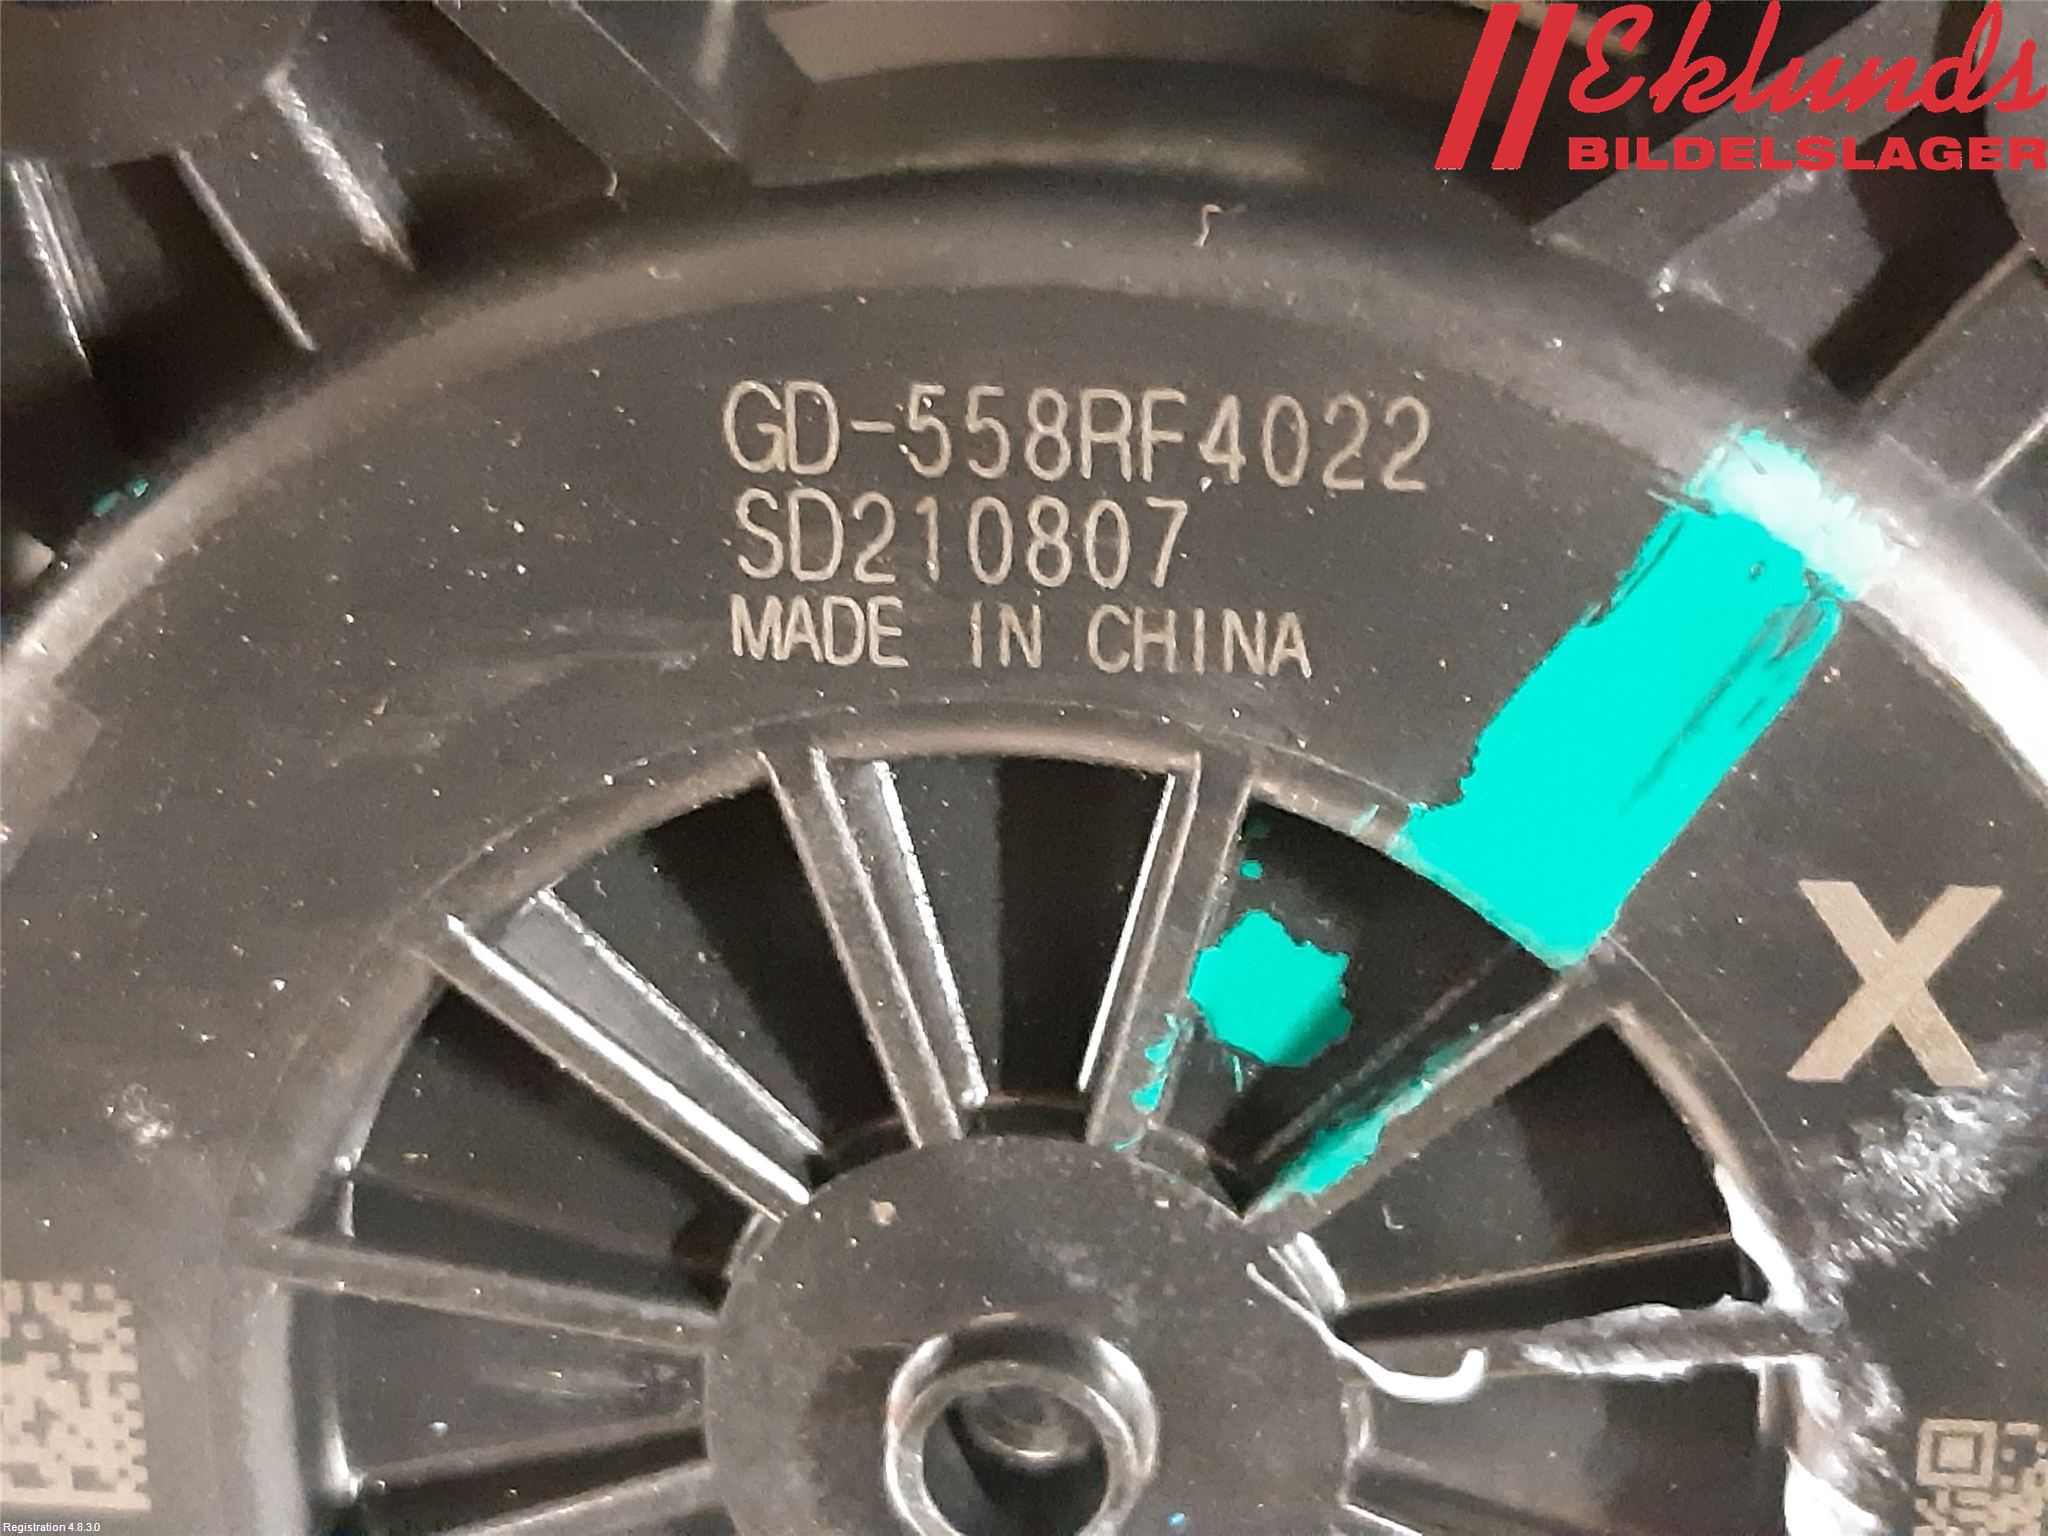 Eklunds
BILDELSLAGER
GD-558RF4022
SD210807
MADE IN CHINA
X
Registration 4.8.3.0